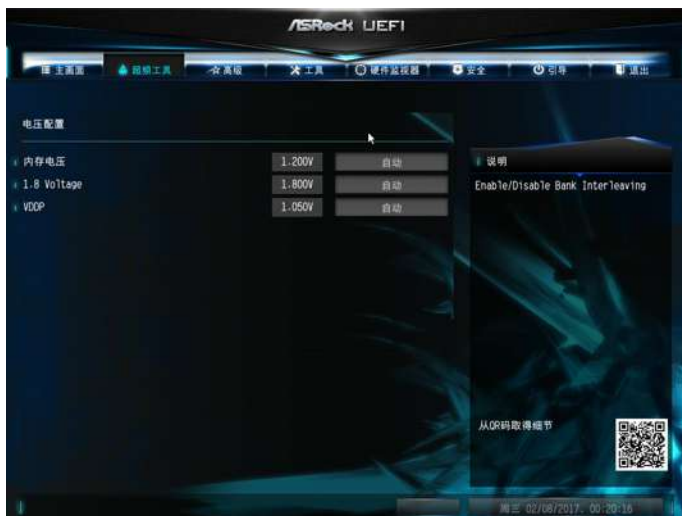 ASRock UEFI
主画面 超频工具 高级 工具 硬件监视器 安全 引导 退出
电压配置
内存电压 1.200V 自动
1.8 Voltage 1.800V 自动
VDDP 1.050V 自动
说明
Enable/Disable Bank Interleaving
从QR码取得细节
周三 02/08/2017. 00:20:16